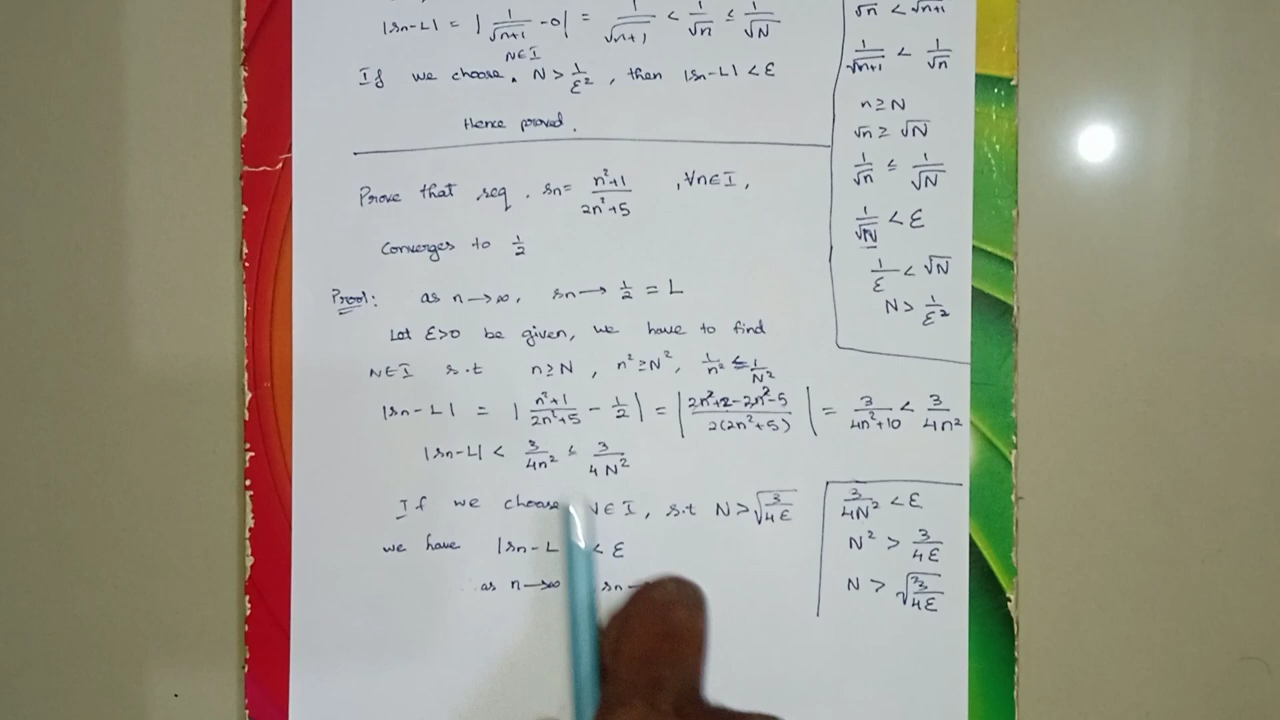 |sn-L| = |1/√n+1 -0| = 1/√n+1 < 1/√n ≤ 1/√N
N∈I
If we choose. N > 1/ε², then |sn-L| < ε
Hence proved.
Prove that seq. sn = n²+1/2n²+5, ∀n∈I,
Converges to 1/2
Proof: as n→∞, sn → 1/2 = L
Let ε>0 be given, we have to find
N∈I s.t n≥N, n²≥N², 1/n² ≤ 1/N²
|sn-L| = |n²+1/2n²+5 - 1/2| = |2n²+2-2n²-5/2(2n²+5)| = 3/4n²+10 < 3/4n²
|sn-L| < 3/4n² ≤ 3/4N²
If we choose N∈I, s.t N > √3/4ε
we have |sn-L < ε
as n→∞ sn→
√n < √n+1
1/√n+1 < 1/√n
n≥N
√n ≥ √N
1/√n ≤ 1/√N
1/√N < ε
1/ε < √N
N > 1/ε²
3/4N² < ε
N² > 3/4ε
N > √3/4ε